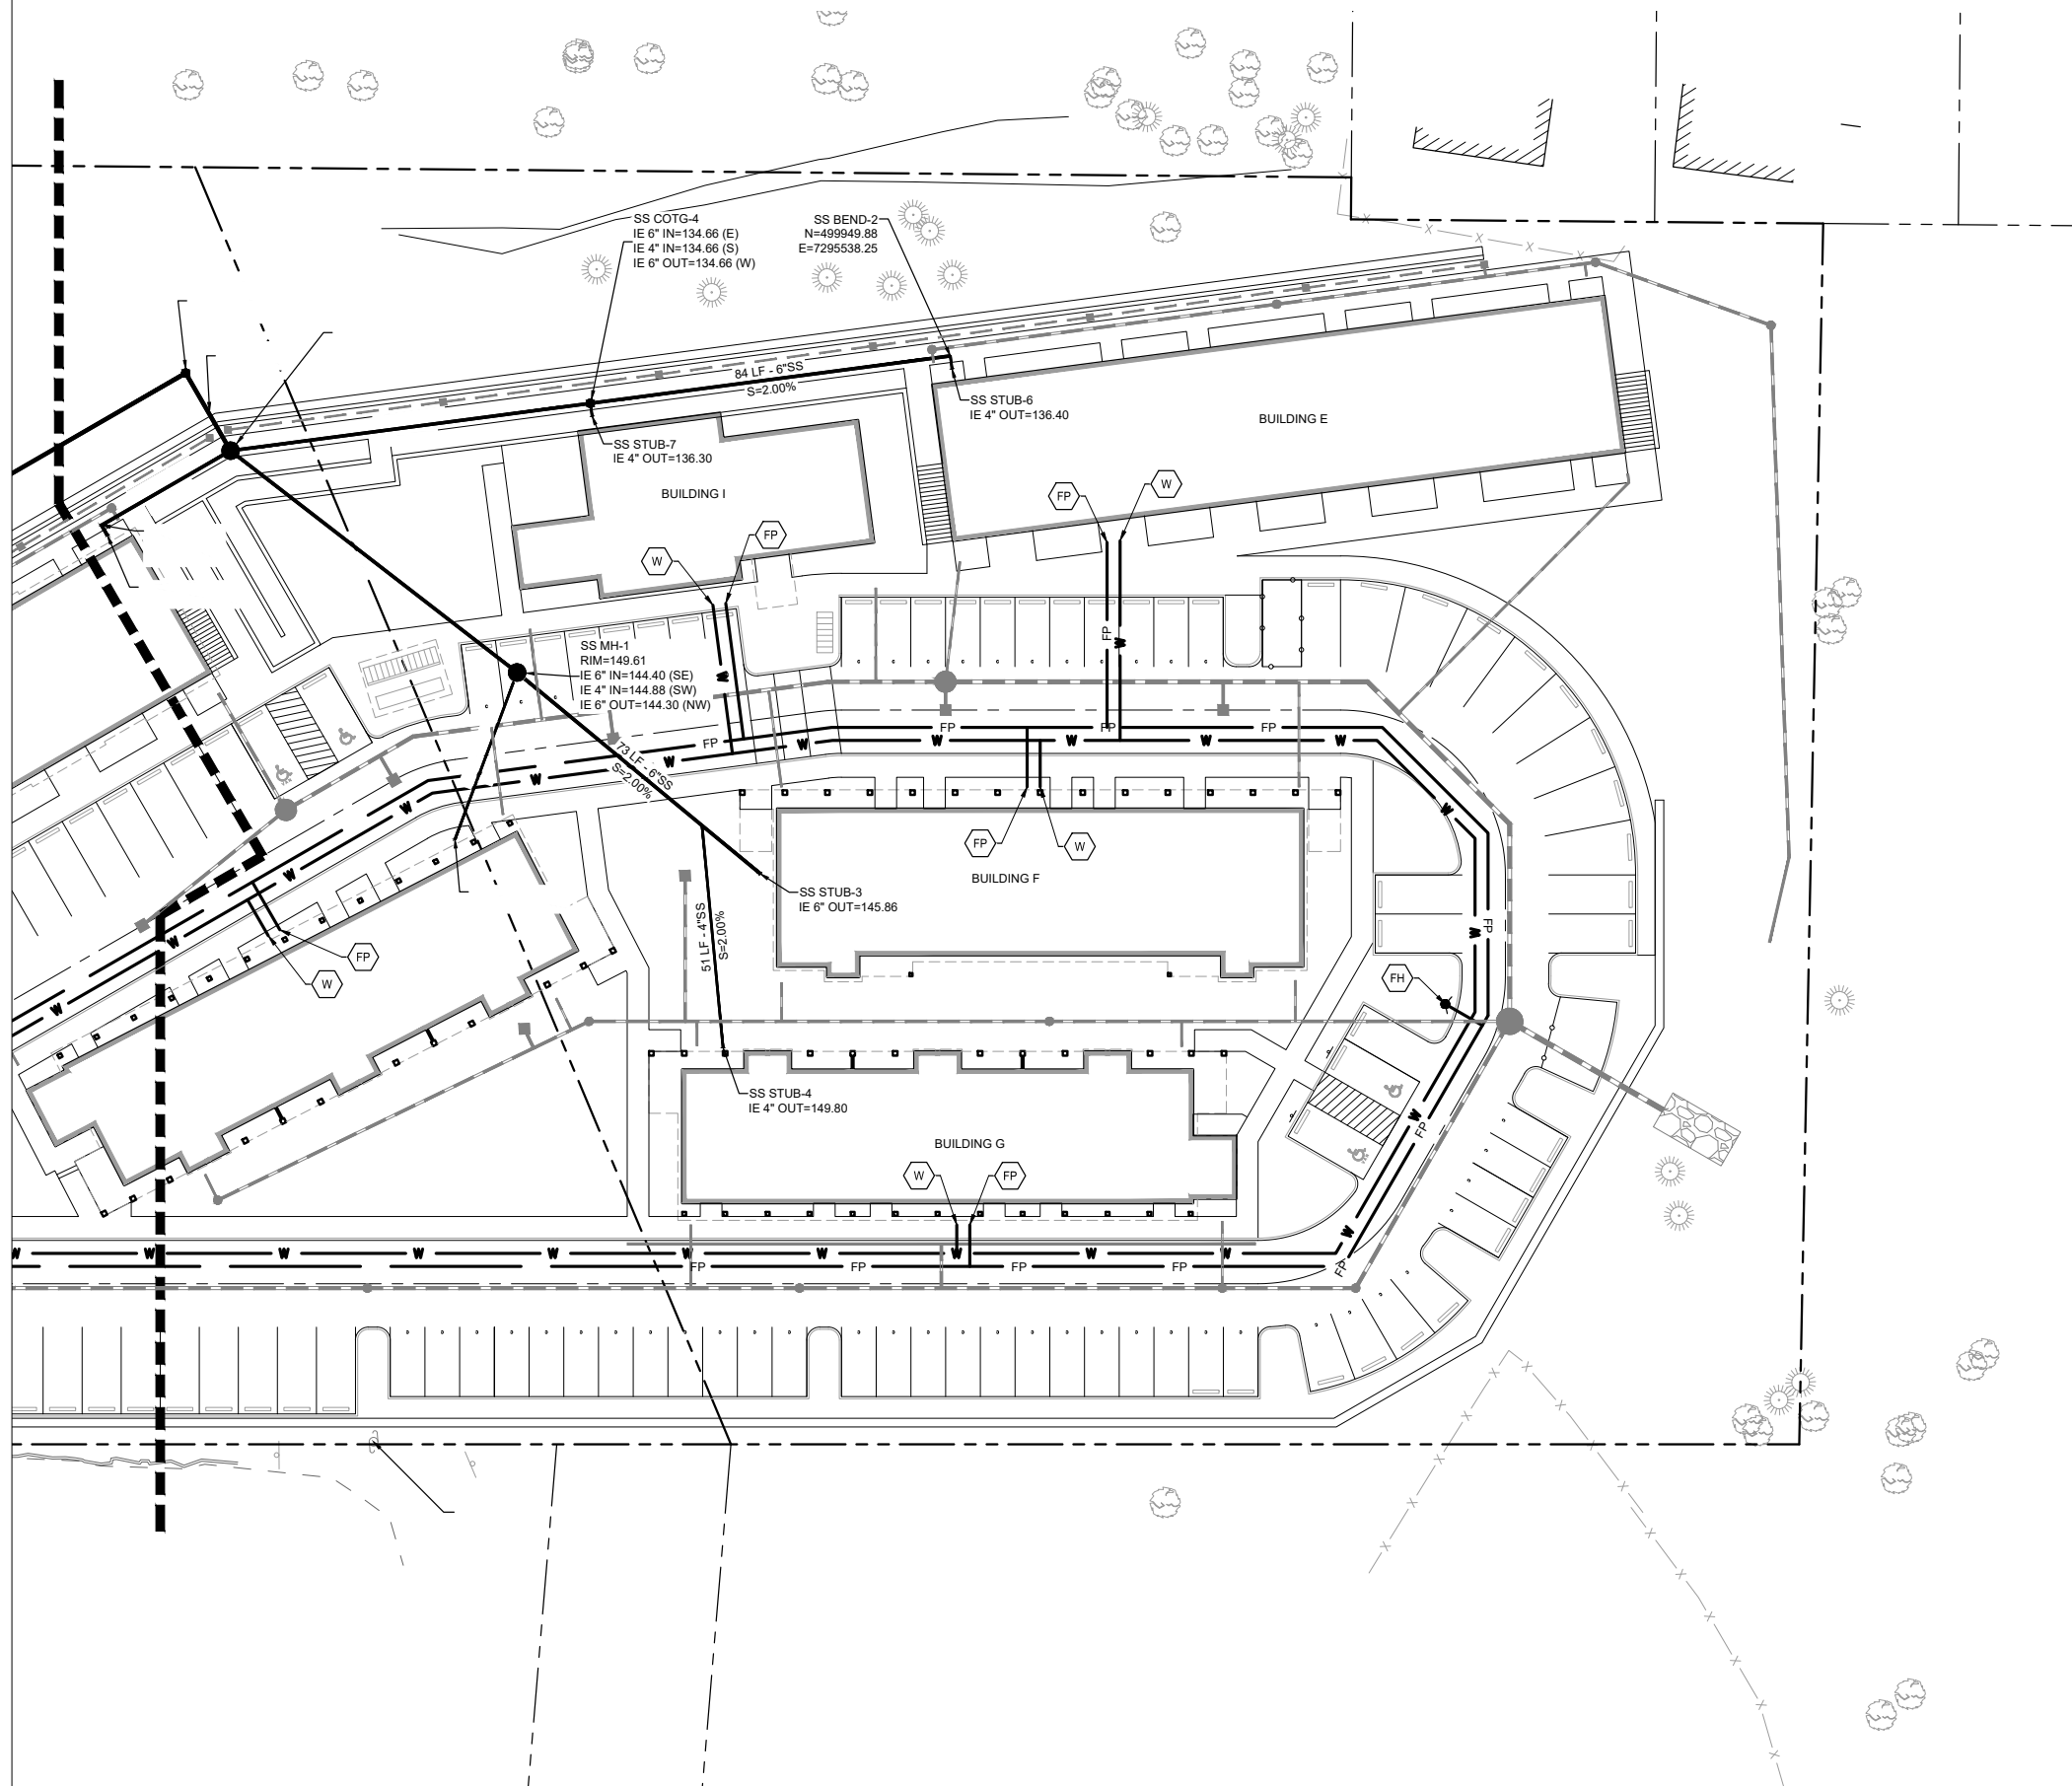 SS COTG-4
IE 6" IN=134.66 (E)
IE 4" IN=134.66 (S)
IE 6" OUT=134.66 (W)
SS BEND-2
N=499949.88
E=7295538.25
84 LF - 6"SS
S=2.00%
SS STUB-6
IE 4" OUT=136.40
BUILDING E
SS STUB-7
IE 4" OUT=136.30
BUILDING I
FP
W
W
FP
FP
W
SS MH-1
RIM=149.61
IE 6" IN=144.40 (SE)
IE 4" IN=144.88 (SW)
IE 6" OUT=144.30 (NW)
W
FP
FP
FP
W
W
W
W
W
W
W
W
W
73 LF - 6"SS
S=2.00%
FP
W
BUILDING F
SS STUB-3
IE 6" OUT=145.86
W
51 LF - 4"SS
S=2.00%
FP
W
FP
W
W
FH
W
SS STUB-4
IE 4" OUT=149.80
W
FP
BUILDING G
W
FP
W
W
W
W
W
W
W
W
W
W
W
FP
FP
FP
FP
FP